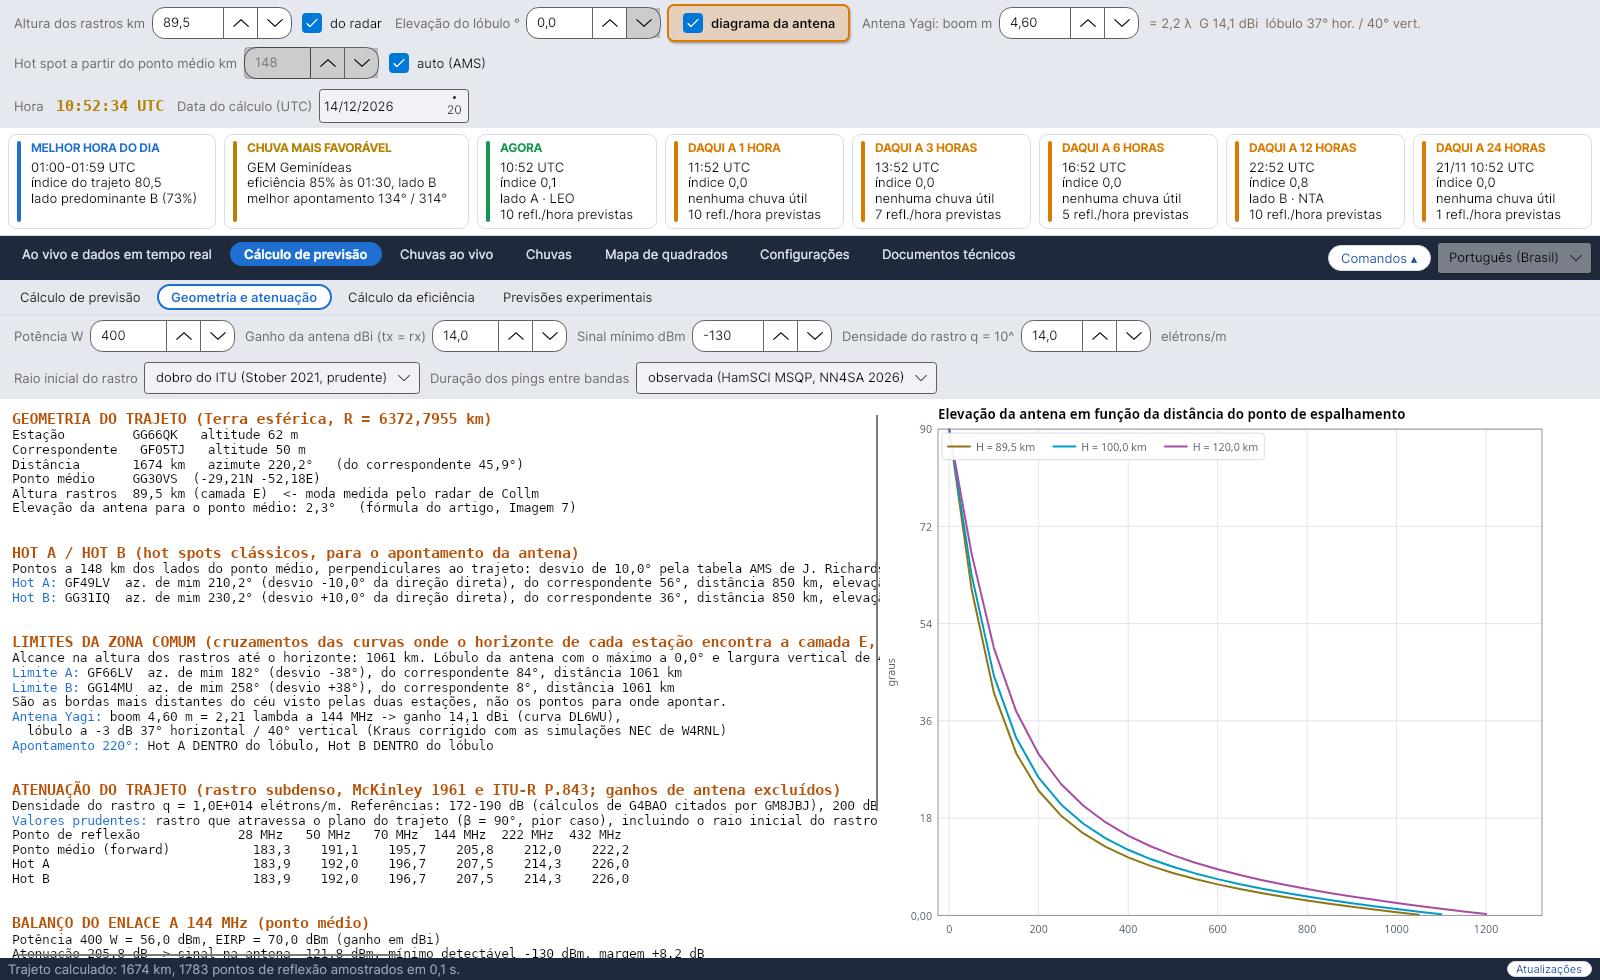 Altura do rastros km 89,5 do radar Elevação do lóbulo ° 0,0 diagrama da antena Antena Yagi: boom m 4,60 = 2,2 λ G 14,1 dBi lóbulo 37° hor. / 40° vert.
Hot spot a partir do ponto médio km 148 auto (AMS)
Hora 10:52:34 UTC Data do cálculo (UTC) 14/12/2026 20
MELHOR HORA DO DIA
01:00-01:59 UTC
índice do trajeto 80,5
lado predominante B (73%)
CHUVA MAIS FAVORÁVEL
GEM Geminídeas
eficiência 85% às 01:30, lado B
melhor apontamento 134° / 314°
AGORA
10:52 UTC
índice 0,1
lado A · LEO
10 refl./hora previstas
DAQUI A 1 HORA
11:52 UTC
índice 0,0
nenhuma chuva útil
10 refl./hora previstas
DAQUI A 3 HORAS
13:52 UTC
índice 0,0
nenhuma chuva útil
7 refl./hora previstas
DAQUI A 6 HORAS
16:52 UTC
índice 0,0
nenhuma chuva útil
5 refl./hora previstas
DAQUI A 12 HORAS
22:52 UTC
índice 0,8
lado B · NTA
10 refl./hora previstas
DAQUI A 24 HORAS
21/11 10:52 UTC
índice 0,0
nenhuma chuva útil
1 refl./hora previstas
Ao vivo e dados em tempo real Cálculo de previsão Chuvas ao vivo Chuvas Mapa de quadrados Configurações Documentos técnicos Comandos ▴ Português (Brasil)
Cálculo de previsão Geometria e atenuação Cálculo da eficiência Previsões experimentais
Potência W 400 Ganho da antena dBi (tx = rx) 14,0 Sinal mínimo dBm -130 Densidade do rastro q = 10^ 14,0 elétrons/m
Raio inicial do rastro dobro do ITU (Stober 2021, prudente) Duração dos pings entre bandas observada (HamSCI MSQP, NN4SA 2026)
GEOMETRIA DO TRAJETO (Terra esférica, R = 6372,7955 km)
Estação GG66QK altitude 62 m
Correspondente GF05TJ altitude 50 m
Distância 1674 km azimute 220,2° (do correspondente 45,9°)
Ponto médio GG30VS (-29,21N -52,18E)
Altura rastros 89,5 km (camada E) <- moda medida pelo radar de Collm
Elevação da antena para o ponto médio: 2,3° (fórmula do artigo, Imagem 7)
HOT A / HOT B (hot spots clássicos, para o apontamento da antena)
Pontos a 148 km dos lados do ponto médio, perpendiculares ao trajeto: desvio de 10,0° pela tabela AMS de J. Richards
Hot A: GF49LV az. de mim 210,2° (desvio -10,0° da direção direta), do correspondente 56°, distância 850 km, elevaç
Hot B: GG31IQ az. de mim 230,2° (desvio +10,0° da direção direta), do correspondente 36°, distância 850 km, elevaç
LIMITES DA ZONA COMUM (cruzamentos das curvas onde o horizonte de cada estação encontra a camada E,
Alcance na altura dos rastros até o horizonte: 1061 km. Lóbulo da antena com o máximo a 0,0° e largura vertical de 4
Limite A: GF66LV az. de mim 182° (desvio -38°), do correspondente 84°, distância 1061 km
Limite B: GG14MU az. de mim 258° (desvio +38°), do correspondente 8°, distância 1061 km
São as bordas mais distantes do céu visto pelas duas estações, não os pontos para onde apontar.
Antena Yagi: boom 4,60 m = 2,21 lambda a 144 MHz -> ganho 14,1 dBi (curva DL6WU),
lóbulo a -3 dB 37° horizontal / 40° vertical (Kraus corrigido com as simulações NEC de W4RNL)
Apontamento 220°: Hot A DENTRO do lóbulo, Hot B DENTRO do lóbulo
ATENUAÇÃO DO TRAJETO (rastro subdenso, McKinley 1961 e ITU-R P.843; ganhos de antena excluídos)
Densidade do rastro q = 1,0E+014 elétrons/m. Referências: 172-190 dB (cálculos de G4BAO citados por GM8JBJ), 200 dB
Valores prudentes: rastro que atravessa o plano do trajeto (β = 90°, pior caso), incluindo o raio inicial do rastro
Ponto de reflexão 28 MHz 50 MHz 70 MHz 144 MHz 222 MHz 432 MHz
Ponto médio (forward) 183,3 191,1 195,7 205,8 212,0 222,2
Hot A 183,9 192,0 196,7 207,5 214,3 226,0
Hot B 183,9 192,0 196,7 207,5 214,3 226,0
BALANÇO DO ENLACE A 144 MHz (ponto médio)
Potência 400 W = 56,0 dBm, EIRP = 70,0 dBm (ganho em dBi)
Atenuação 205,8 dB -> sinal na antena -121,8 dBm, mínimo detectável -130 dBm, margem +8,2 dB
Elevação da antena em função da distância do ponto de espalhamento
H = 89,5 km H = 100,0 km H = 120,0 km
90
72
54
36
18
0,00
graus
0 200 400 600 800 1000 1200
Trajeto calculado: 1674 km, 1783 pontos de reflexão amostrados em 0,1 s. Atualizações